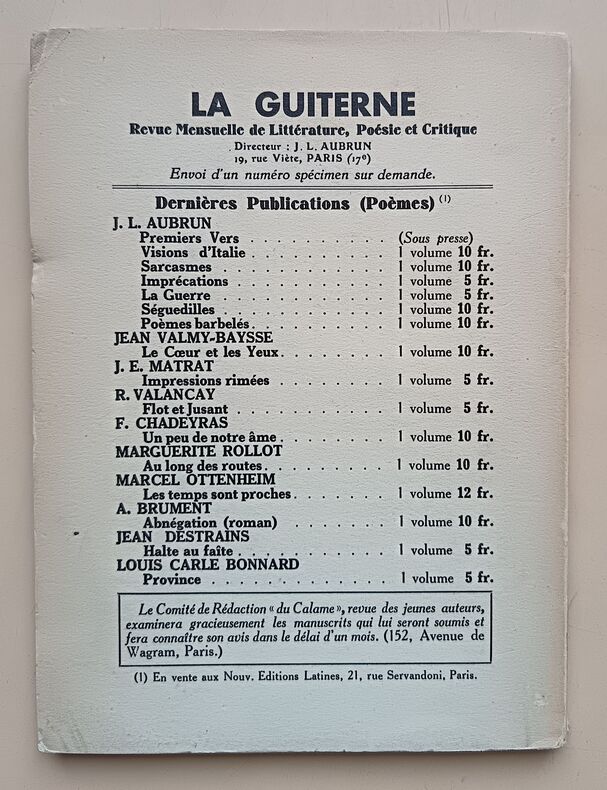 LA GUITERNE
Revue Mensuelle de Littérature, Poésie et Critique
Directeur : J. L. AUBRUN
19, rue Viète, PARIS (17e)
Envoi d'un numéro spécimen sur demande.
Dernières Publications (Poèmes) (1)
J. L. AUBRUN
Premiers Vers . . . . . . . . . . (Sous presse)
Visions d'Italie . . . . . . . . . . 1 volume 10 fr.
Sarcasmes . . . . . . . . . . . . 1 volume 10 fr.
Imprécations . . . . . . . . . . . 1 volume 5 fr.
La Guerre . . . . . . . . . . . . 1 volume 5 fr.
Séguedilles . . . . . . . . . . . 1 volume 10 fr.
Poèmes barbelés . . . . . . . . . . 1 volume 10 fr.
JEAN VALMY-BAYSSE
Le Cœur et les Yeux . . . . . . . . 1 volume 10 fr.
J. E. MATRAT
Impressions rimées . . . . . . . . 1 volume 5 fr.
R. VALANCAY
Flot et Jusant . . . . . . . . . . 1 volume 5 fr.
F. CHADEYRAS
Un peu de notre âme . . . . . . . . 1 volume 10 fr.
MARGUERITE ROLLOT
Au long des routes . . . . . . . . . 1 volume 10 fr.
MARCEL OTTENHEIM
Les temps sont proches . . . . . . . 1 volume 12 fr.
A. BRUMENT
Abnégation (roman) . . . . . . . 1 volume 10 fr.
JEAN DESTRAINS
Halte au faîte . . . . . . . . . . . 1 volume 5 fr.
LOUIS CARLE BONNARD
Province . . . . . . . . . . . . 1 volume 5 fr.
Le Comité de Rédaction « du Calame », revue des jeunes auteurs,
examinera gracieusement les manuscrits qui lui seront soumis et
fera connaître son avis dans le délai d'un mois. (152, Avenue de
Wagram, Paris.)
(1) En vente aux Nouv. Editions Latines, 21, rue Servandoni, Paris.